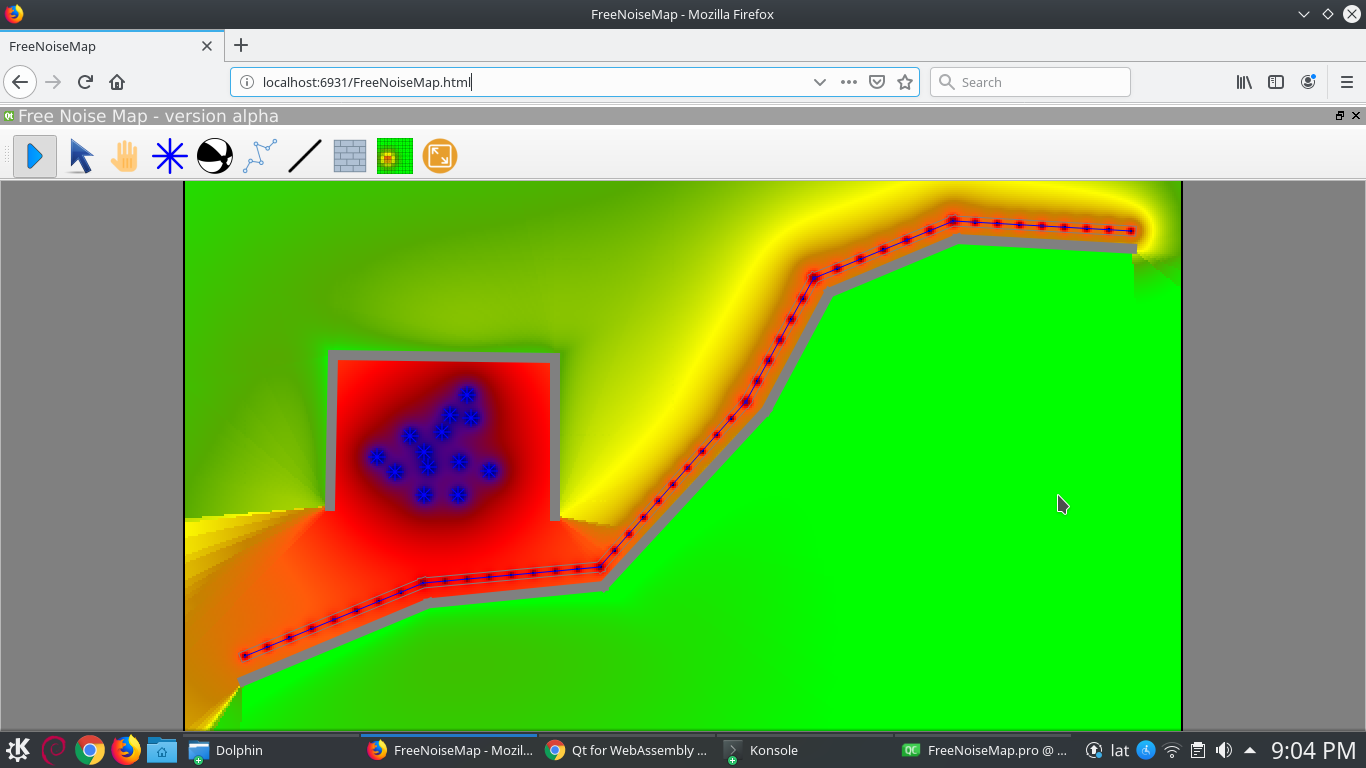 FreeNoiseMap - Mozilla Firefox
FreeNoiseMap
localhost:6931/FreeNoiseMap.html
Search
Free Noise Map - version alpha
Dolphin
FreeNoiseMap - Mozil...
Qt for WebAssembly ...
Konsole
QC
FreeNoiseMap.pro @ ...
lat
9:04 PM